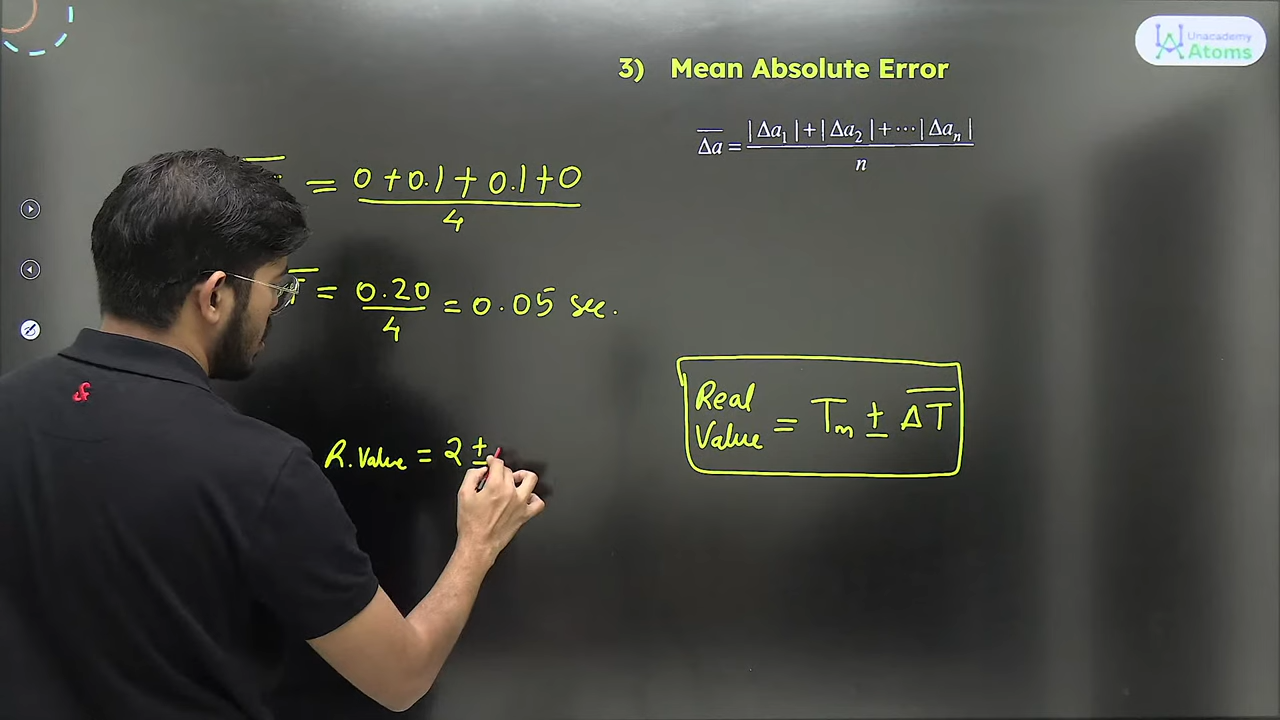 Unacademy
Atoms
3) Mean Absolute Error
Δa = |Δa₁| + |Δa₂| + ⋯ |Δaₙ| / n
= 0 + 0.1 + 0.1 + 0 / 4
T = 0.20 / 4 = 0.05 sec.
Real Value = Tₘ ± ΔT
R. Value = 2 ±